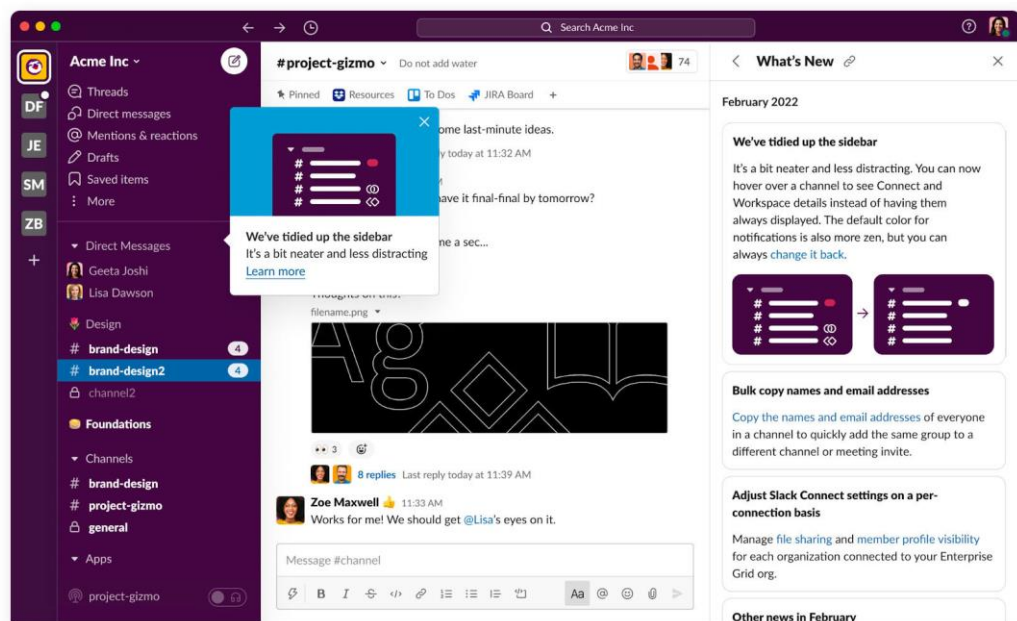 Search Acme Inc
DF
JE
SM
ZB
Acme Inc
Threads
Direct messages
Mentions & reactions
Drafts
Saved items
More
Direct Messages
Geeta Joshi
Lisa Dawson
Design
# brand-design 4
# brand-design2 4
channel2
Foundations
Channels
# brand-design
# project-gizmo
general
Apps
project-gizmo
#project-gizmo Do not add water 74
Pinned Resources To Dos JIRA Board +
ome last-minute ideas.
y today at 11:32 AM
ave it final-final by tomorrow?
me a sec...
We've tidied up the sidebar
It's a bit neater and less distracting
Learn more
Thoughts on this?
filename.png
Ag
3
8 replies Last reply today at 11:39 AM
Zoe Maxwell 11:33 AM
Works for me! We should get @Lisa's eyes on it.
Message #channel
B I S </> Aa @
What's New
February 2022
We've tidied up the sidebar
It's a bit neater and less distracting. You can now
hover over a channel to see Connect and
Workspace details instead of having them
always displayed. The default color for
notifications is also more zen, but you can
always change it back.
Bulk copy names and email addresses
Copy the names and email addresses of everyone
in a channel to quickly add the same group to a
different channel or meeting invite.
Adjust Slack Connect settings on a per-
connection basis
Manage file sharing and member profile visibility
for each organization connected to your Enterprise
Grid org.
Other news in February